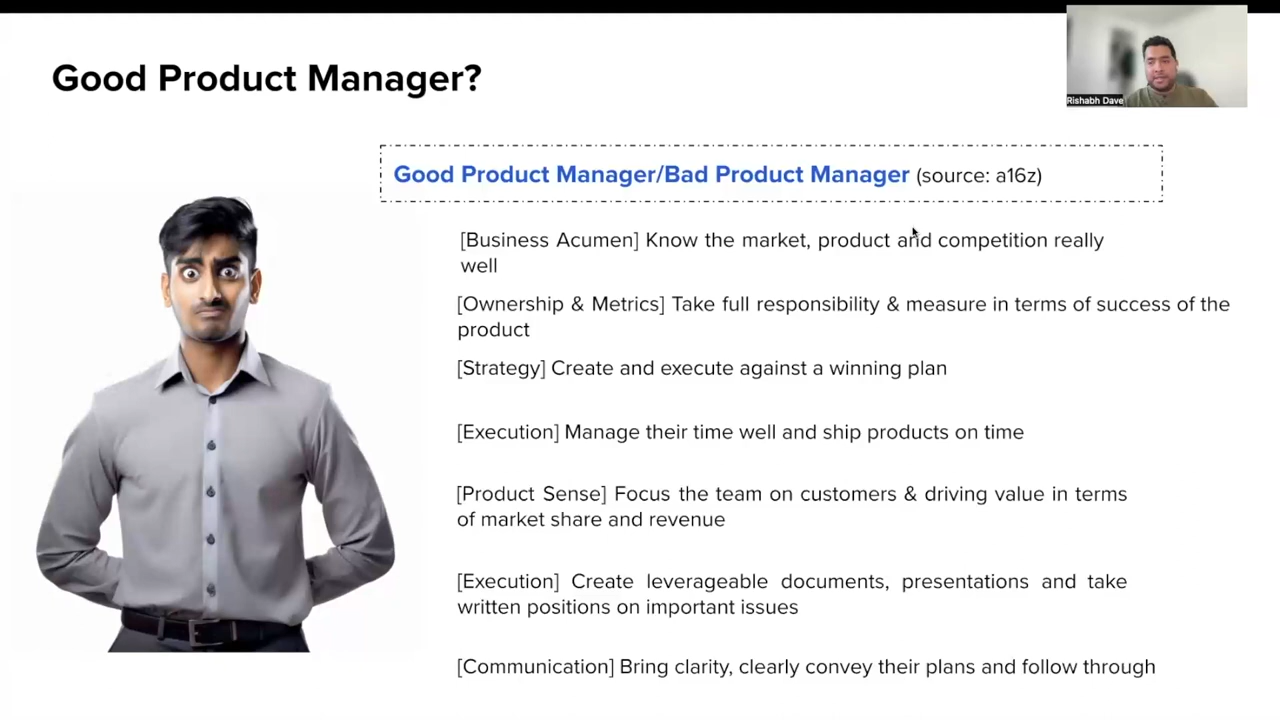 Good Product Manager?
Rishabh Dave
Good Product Manager/Bad Product Manager (source: a16z)
[Business Acumen] Know the market, product and competition really
well
[Ownership & Metrics] Take full responsibility & measure in terms of success of the
product
[Strategy] Create and execute against a winning plan
[Execution] Manage their time well and ship products on time
[Product Sense] Focus the team on customers & driving value in terms
of market share and revenue
[Execution] Create leverageable documents, presentations and take
written positions on important issues
[Communication] Bring clarity, clearly convey their plans and follow through